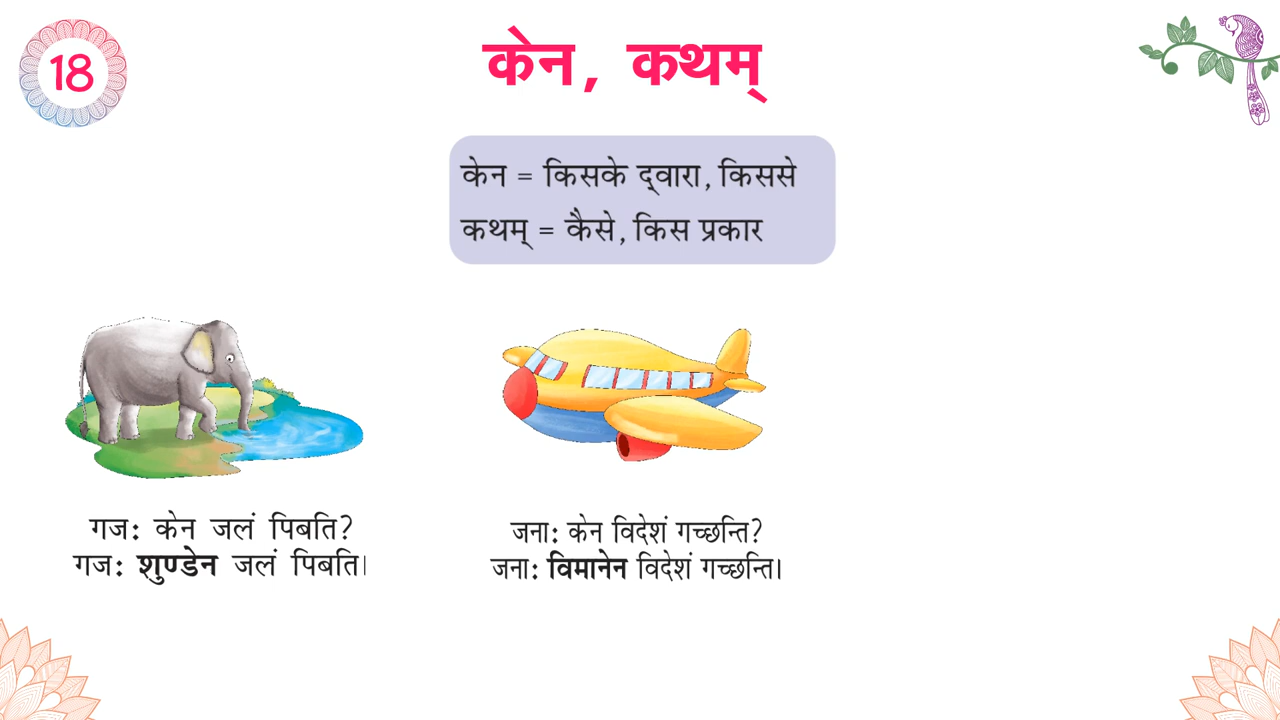 18
केन, कथम्
केन = किसके द्‌वारा, किससे
कथम् = कैसे, किस प्रकार
गज: केन जलं पिबति?
गज: शुण्डेन जलं पिबति।
जना: केन विदेशं गच्छन्ति?
जना: विमानेन विदेशं गच्छन्ति।